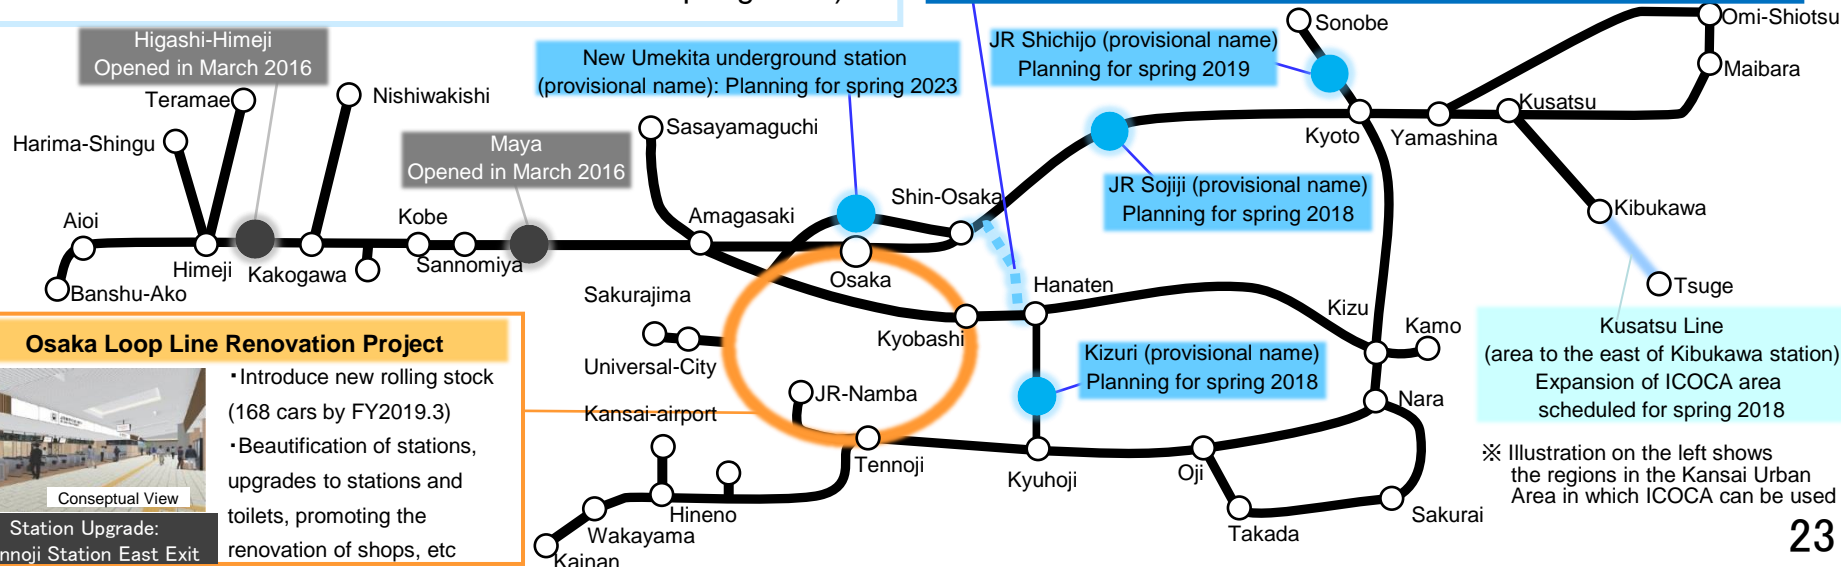 Higashi-Himeji
Opened in March 2016
Teramae
Nishiwakishi
Harima-Shingu
Maya
Opened in March 2016
New Umekita underground station
(provisional name): Planning for spring 2023
Sasayamaguchi
Shin-Osaka
Sonobe
JR Shichijo (provisional name)
Planning for spring 2019
Omi-Shiotsu
Maibara
Kusatsu
Kyoto
Yamashina
JR Sojiji (provisional name)
Planning for spring 2018
Kibukawa
Tsuge
Aioi
Kobe
Amagasaki
Himeji
Kakogawa
Sannomiya
Osaka
Banshu-Ako
Sakurajima
Hanaten
Kizu
Kamo
Kyobashi
Universal-City
Kizuri (provisional name)
Planning for spring 2018
JR-Namba
Nara
Kansai-airport
Tennoji
Kyuhoji
Oji
Hineno
Wakayama
Kainan
Takada
Sakurai
Kusatsu Line
(area to the east of Kibukawa station)
Expansion of ICOCA area
scheduled for spring 2018
※ Illustration on the left shows
the regions in the Kansai Urban
Area in which ICOCA can be used
Osaka Loop Line Renovation Project
・Introduce new rolling stock
(168 cars by FY2019.3)
・Beautification of stations,
upgrades to stations and
toilets, promoting the
renovation of shops, etc
Conseptual View
Station Upgrade:
nnoji Station East Exit
23